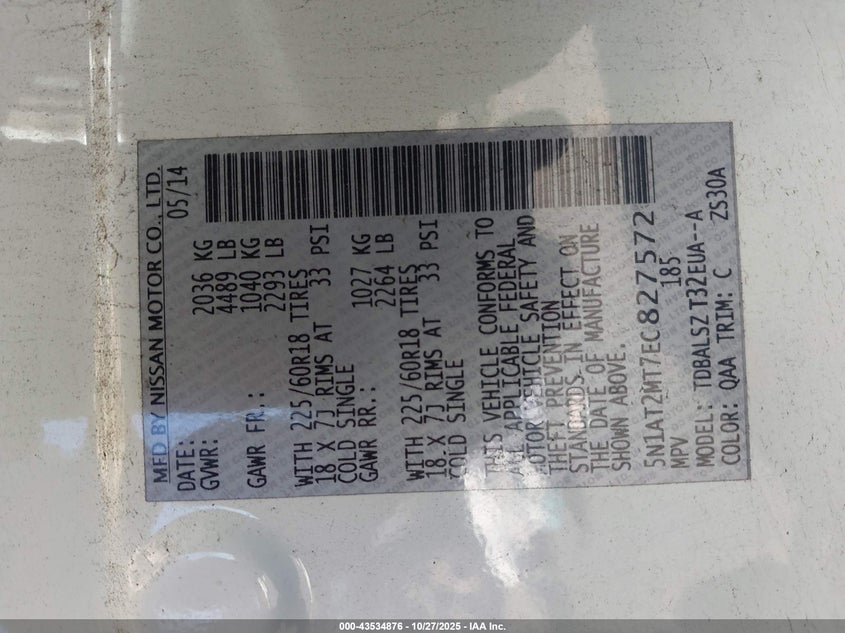 MFD BY NISSAN MOTOR CO., LTD.
DATE: 05/14
GVWR: 2036 KG
4489 LB
GAWR FR.: 1040 KG
2293 LB
WITH 225/60R18 TIRES
18 X 7J RIMS AT 33 PSI
COLD SINGLE
GAWR RR.: 1027 KG
2264 LB
WITH 225/60R18 TIRES
18 X 7J RIMS AT 33 PSI
COLD SINGLE
THIS VEHICLE CONFORMS TO
ALL APPLICABLE FEDERAL
MOTOR VEHICLE SAFETY AND
THEFT PREVENTION
STANDARDS IN EFFECT ON
THE DATE OF MANUFACTURE
SHOWN ABOVE.
5N1AT2MT7EC827572
MPV 185
MODEL: TDBALSZ T32EUA--A
COLOR: QAA TRIM: C ZS30A
000-43534876 - 10/27/2025 - IAA Inc.